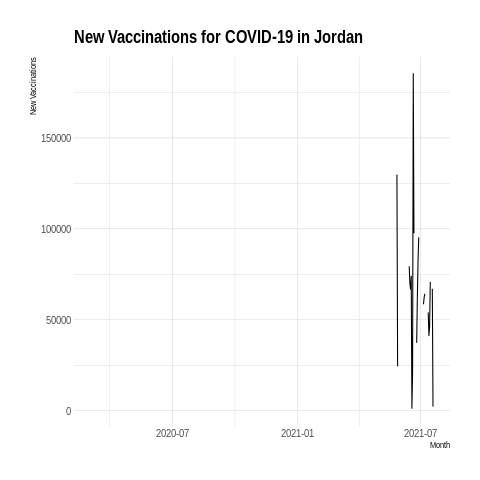 New Vaccinations for COVID-19 in Jordan
New Vaccinations
150000
100000
50000
0
2020-07
2021-01
2021-07
Month